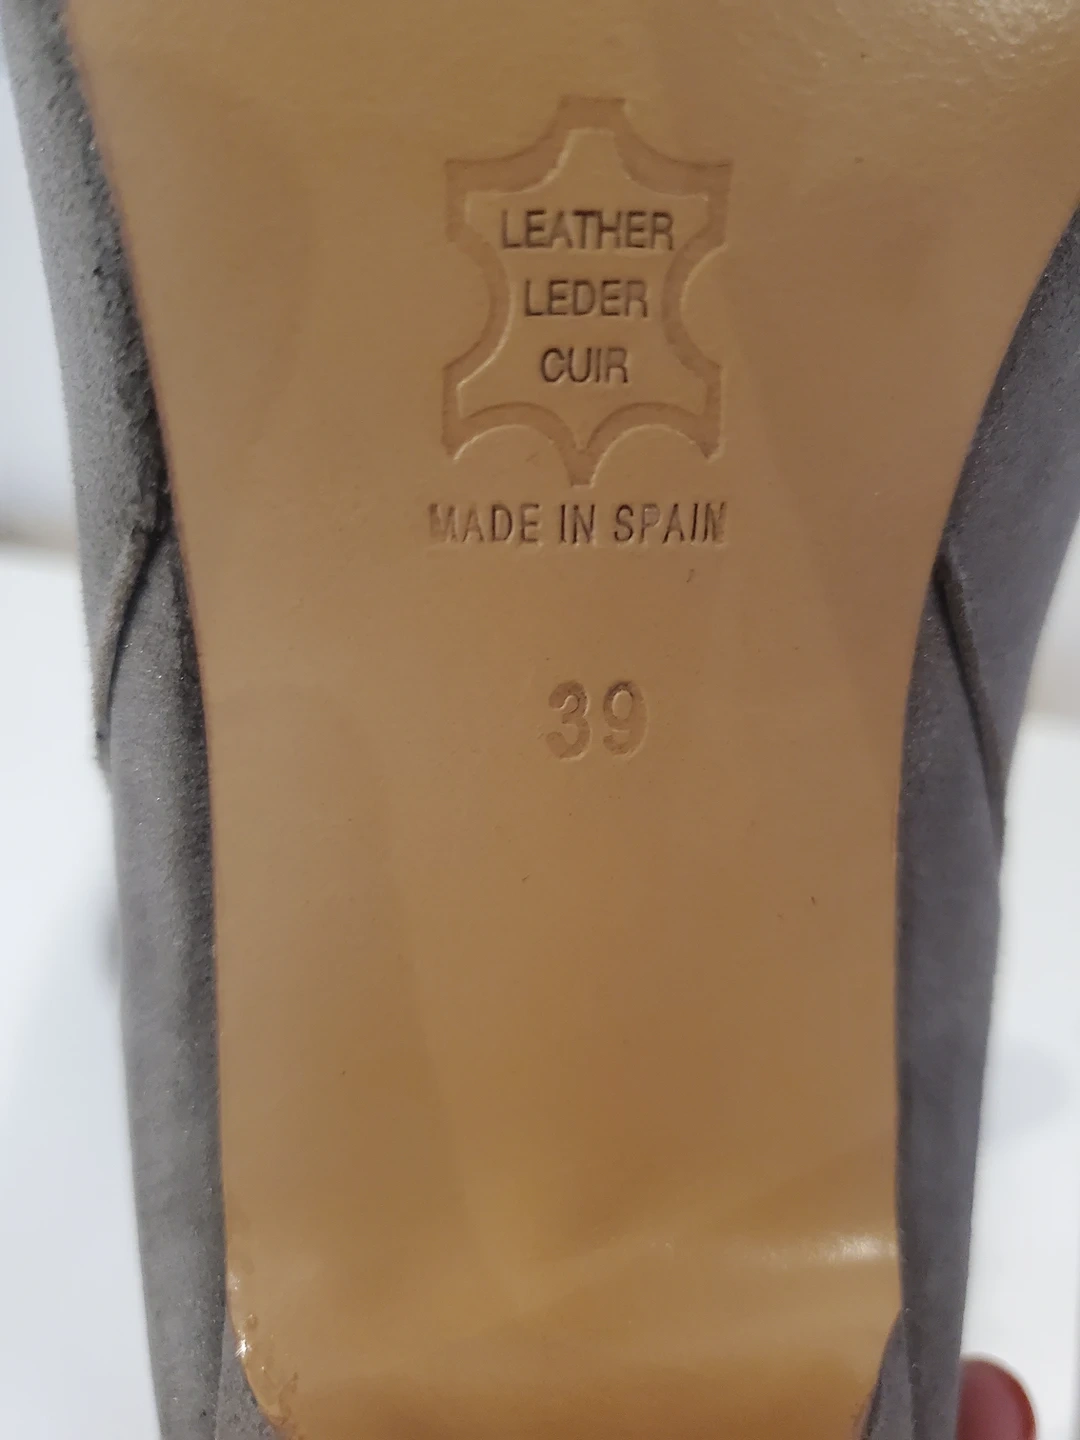 LEATHER
LEDER
CUIR
MADE IN SPAIN
39